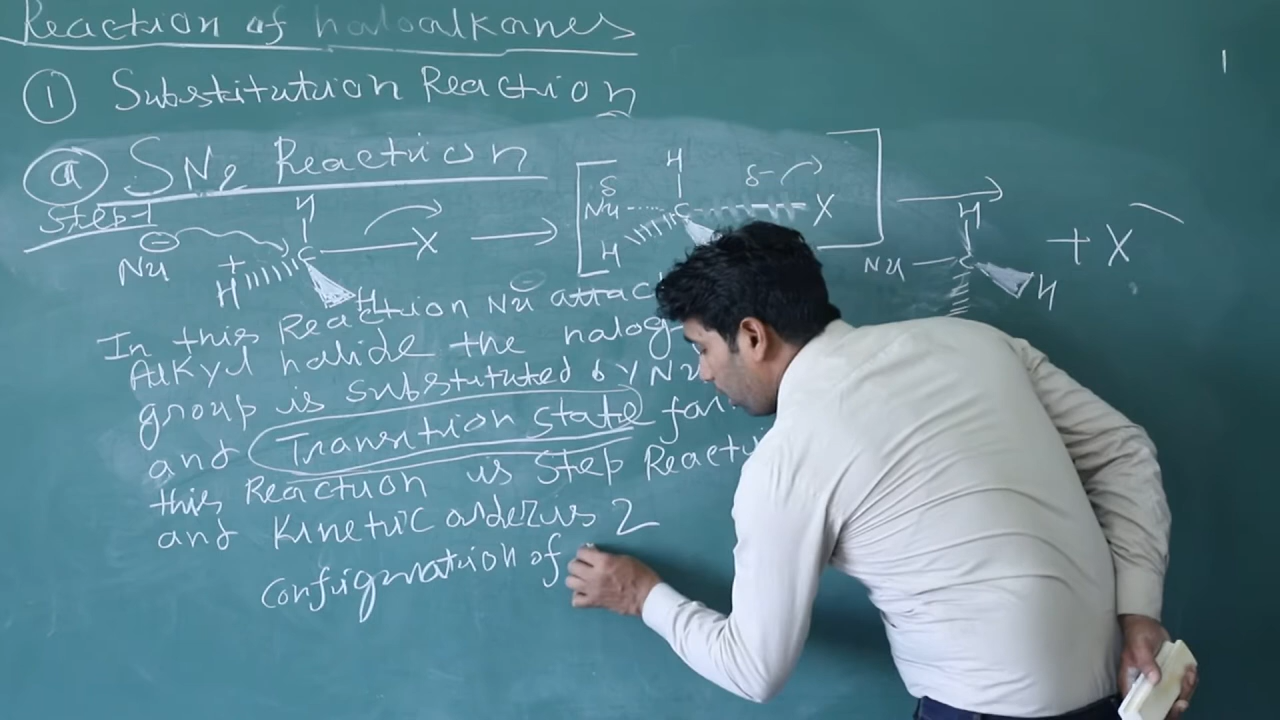 Reaction of haloalkanes
① Substitution Reaction
ⓐ SN2 Reaction
Step-1
Nu ⊖ H C X H H
δ Nu H C H δ- X
NU H C H + X
In this Reaction Nu⊖ attac
Alkyl halide the halog
group is substituted by Nu
and Transition state for
this Reaction is Step Reacti
and Kinetic order is 2
configuration of